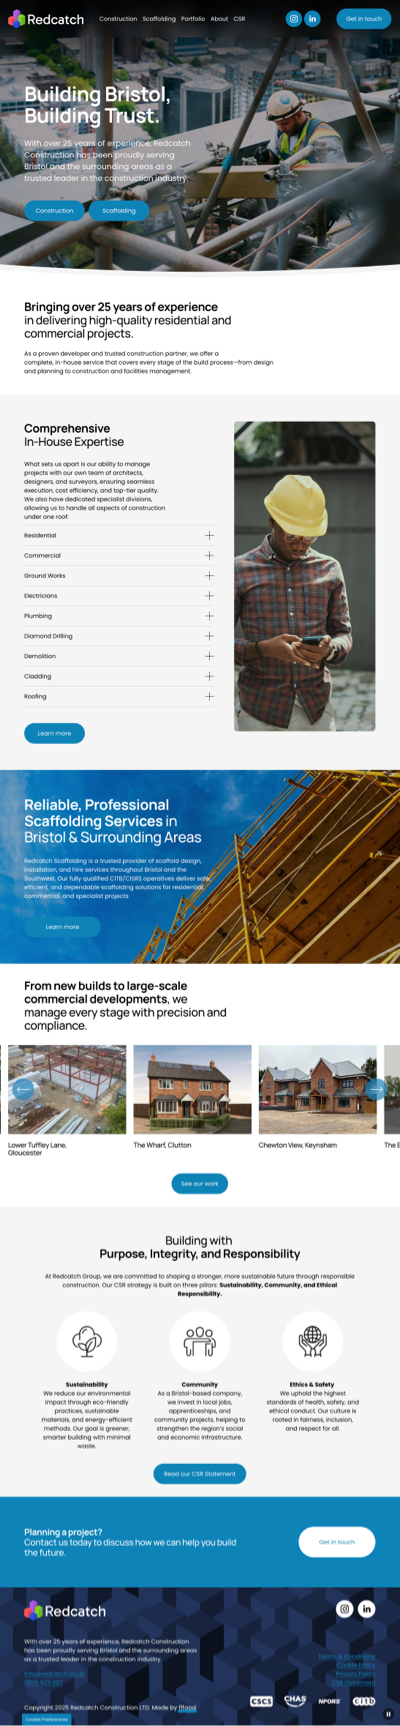 Redcatch
Construction Scaffolding Portfolio About CSR
Get in touch
Building Bristol,
Building Trust.
With over 25 years of experience, Redcatch
Construction has been proudly serving
Bristol and the surrounding areas as a
trusted leader in the construction industry.
Construction
Scaffolding
Bringing over 25 years of experience
in delivering high-quality residential and
commercial projects.
As a proven developer and trusted construction partner, we offer a
complete, in-house service that covers every stage of the build process—from design
and planning to construction and facilities management.
Comprehensive
In-House Expertise
What sets us apart is our ability to manage
projects with our own team of architects,
designers, and surveyors, ensuring seamless
execution, cost efficiency, and top-tier quality.
We also have dedicated specialist divisions,
allowing us to handle all aspects of construction
under one roof:
Residential
Commercial
Ground Works
Electricians
Plumbing
Diamond Drilling
Demolition
Cladding
Roofing
Learn more
Reliable, Professional
Scaffolding Services in
Bristol & Surrounding Areas
Redcatch Scaffolding is a trusted provider of scaffold design,
installation, and hire services throughout Bristol and the
Southwest. Our fully qualified CITB/CISRS operatives deliver safe,
efficient, and dependable scaffolding solutions for residential,
commercial, and specialist projects.
Learn more
From new builds to large-scale
commercial developments, we
manage every stage with precision and
compliance.
Lower Tuffley Lane,
Gloucester
The Wharf, Clutton
Chewton View, Keynsham
The E
See our work
Building with
Purpose, Integrity, and Responsibility
At Redcatch Group, we are committed to shaping a stronger, more sustainable future through responsible
construction. Our CSR strategy is built on three pillars: Sustainability, Community, and Ethical
Responsibility.
Sustainability
We reduce our environmental
impact through eco-friendly
practices, sustainable
materials, and energy-efficient
methods. Our goal is greener,
smarter building with minimal
waste.
Community
As a Bristol-based company,
we invest in local jobs,
apprenticeships, and
community projects, helping to
strengthen the region's social
and economic infrastructure.
Ethics & Safety
We uphold the highest
standards of health, safety, and
ethical conduct. Our culture is
rooted in fairness, inclusion,
and respect for all.
Read our CSR Statement
Planning a project?
Contact us today to discuss how we can help you build
the future.
Get in touch
Redcatch
With over 25 years of experience, Redcatch Construction
has been proudly serving Bristol and the surrounding areas
as a trusted leader in the construction industry.
Terms & Conditions
Cookie Policy
Privacy Policy
CSR Statement
Copyright 2025 Redcatch Construction LTD. Made by fffood
CSCS
CHAS
NPORS
citb
Cookie Preferences